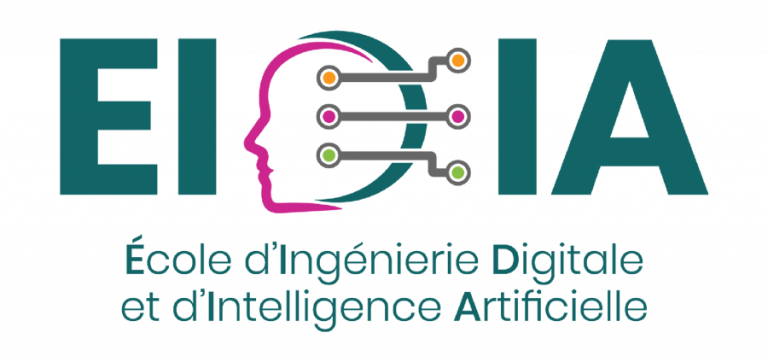 EIDIA
École d'Ingénierie Digitale
et d'Intelligence Artificielle